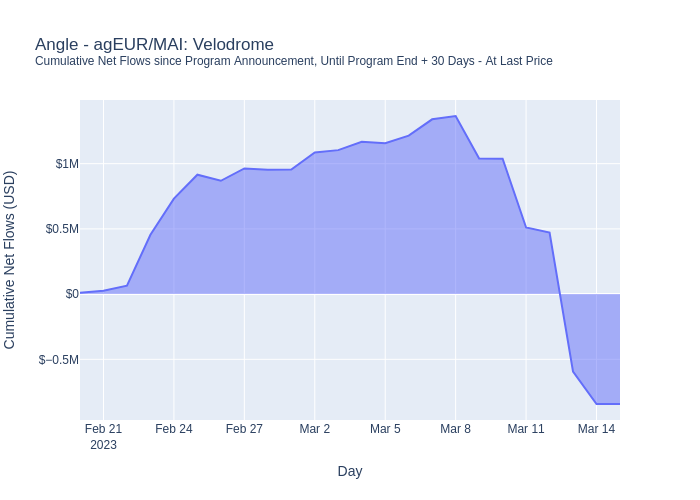 Angle - agEUR/MAI: Velodrome
Cumulative Net Flows since Program Announcement, Until Program End + 30 Days - At Last Price
Cumulative Net Flows (USD)
$1M
$0.5M
$0
$−0.5M
Feb 21
2023
Feb 24
Feb 27
Mar 2
Mar 5
Mar 8
Mar 11
Mar 14
Day